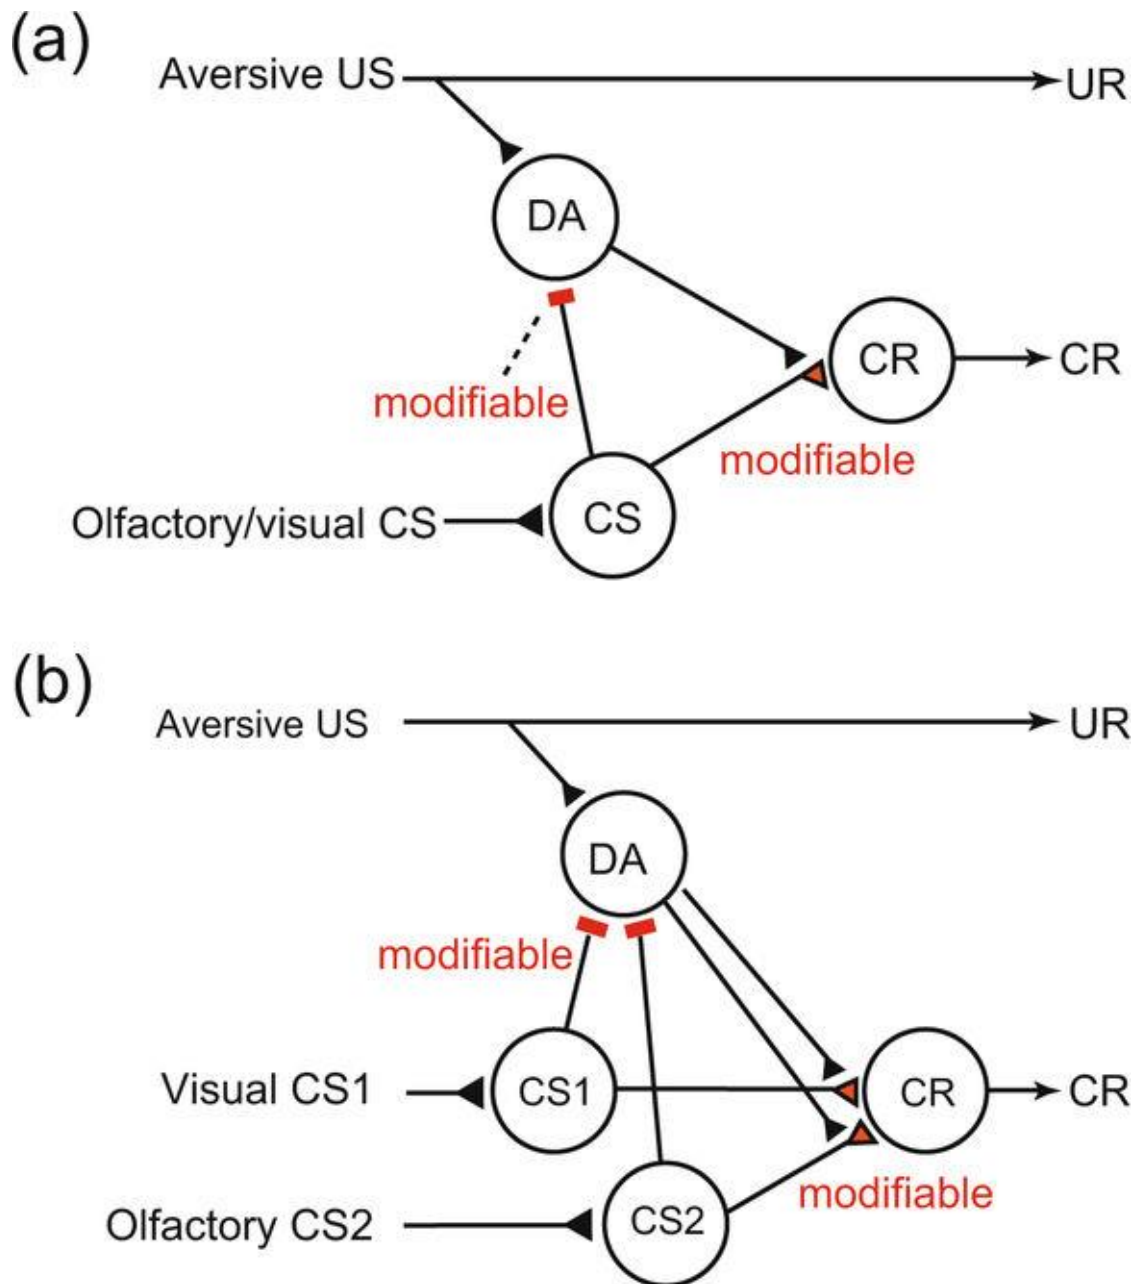 (a)
Aversive US
UR
DA
CR
CR
modifiable
modifiable
Olfactory/visual CS
CS
(b)
Aversive US
UR
DA
modifiable
Visual CS1
CS1
CR
CR
modifiable
Olfactory CS2
CS2